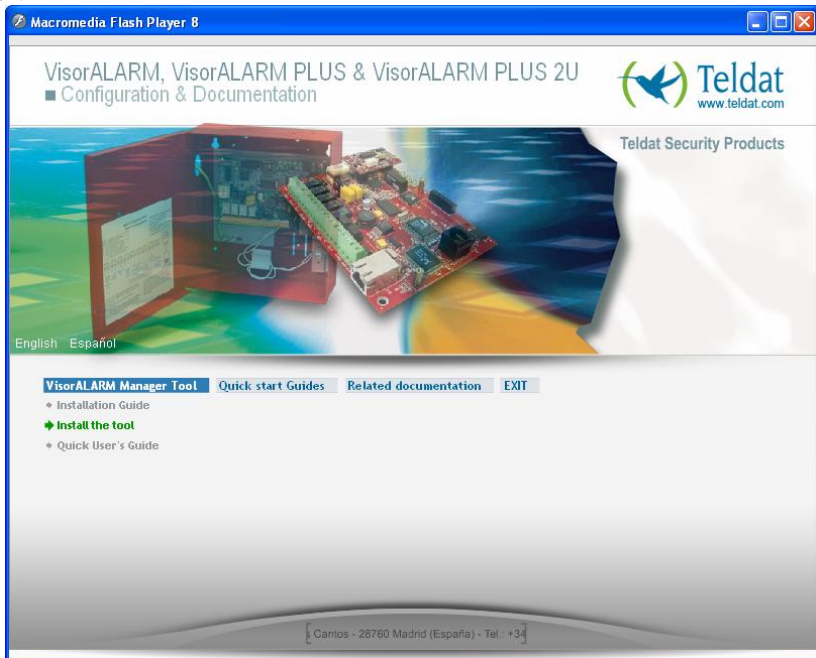 Macromedia Flash Player 8
VisorALARM, VisorALARM PLUS & VisorALARM PLUS 2U
■ Configuration & Documentation
Teldat
www.teldat.com
Teldat Security Products
English Español
VisorALARM Manager Tool Quick start Guides Related documentation EXIT
Installation Guide
Install the tool
Quick User's Guide
Cantos - 28760 Madrid (España) - Tel.: +34